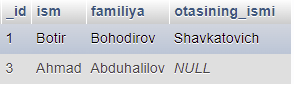 _id ism familiya otasining_ismi
1 Botir Bohodirov Shavkatovich
3 Ahmad Abduhalilov NULL